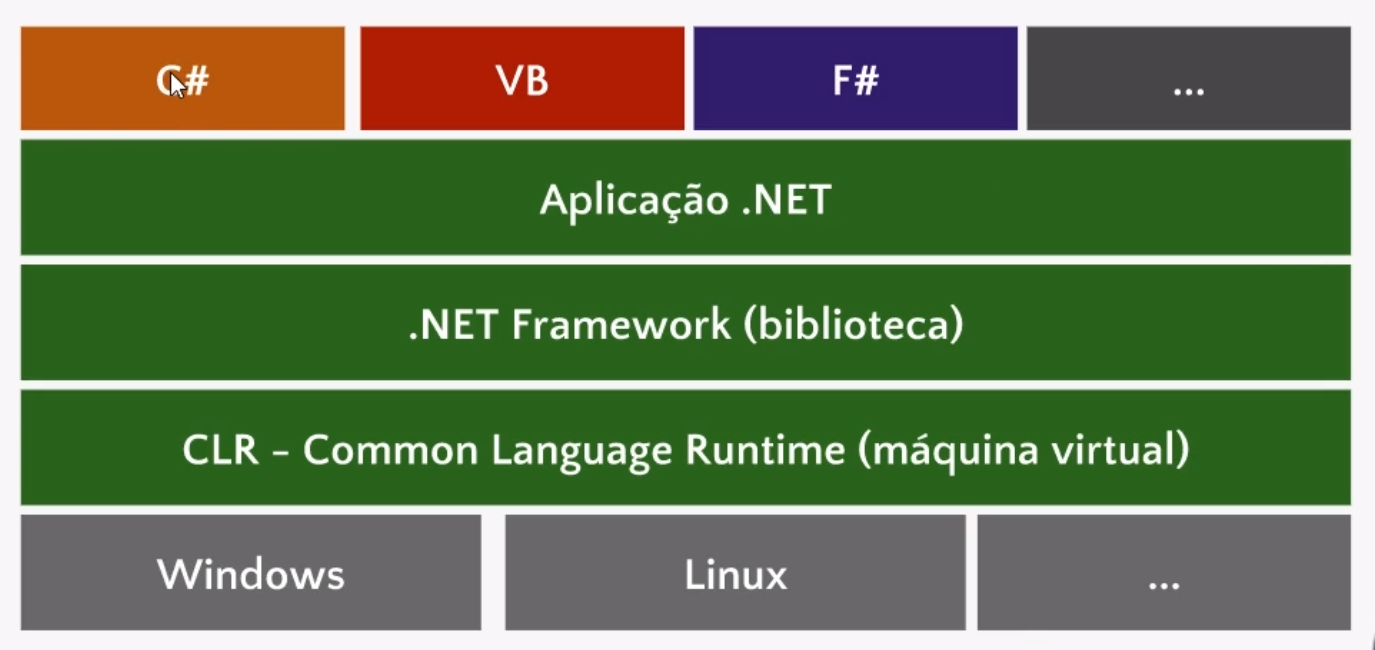 C#
VB
F#
...
Aplicação .NET
.NET Framework (biblioteca)
CLR – Common Language Runtime (máquina virtual)
Windows
Linux
...